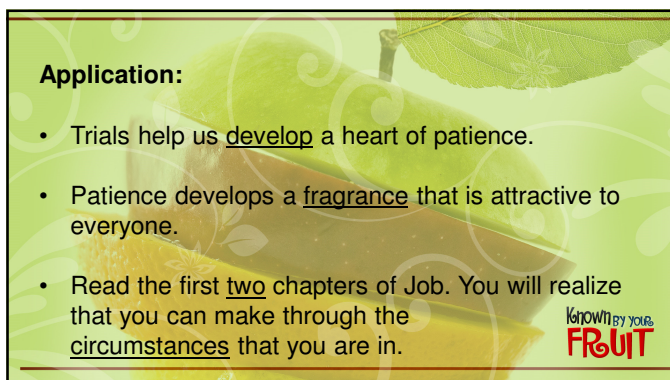 Application:
• Trials help us develop a heart of patience.
• Patience develops a fragrance that is attractive to
everyone.
• Read the first two chapters of Job. You will realize
that you can make through the
circumstances that you are in.
Known BY YOUR
FRUIT